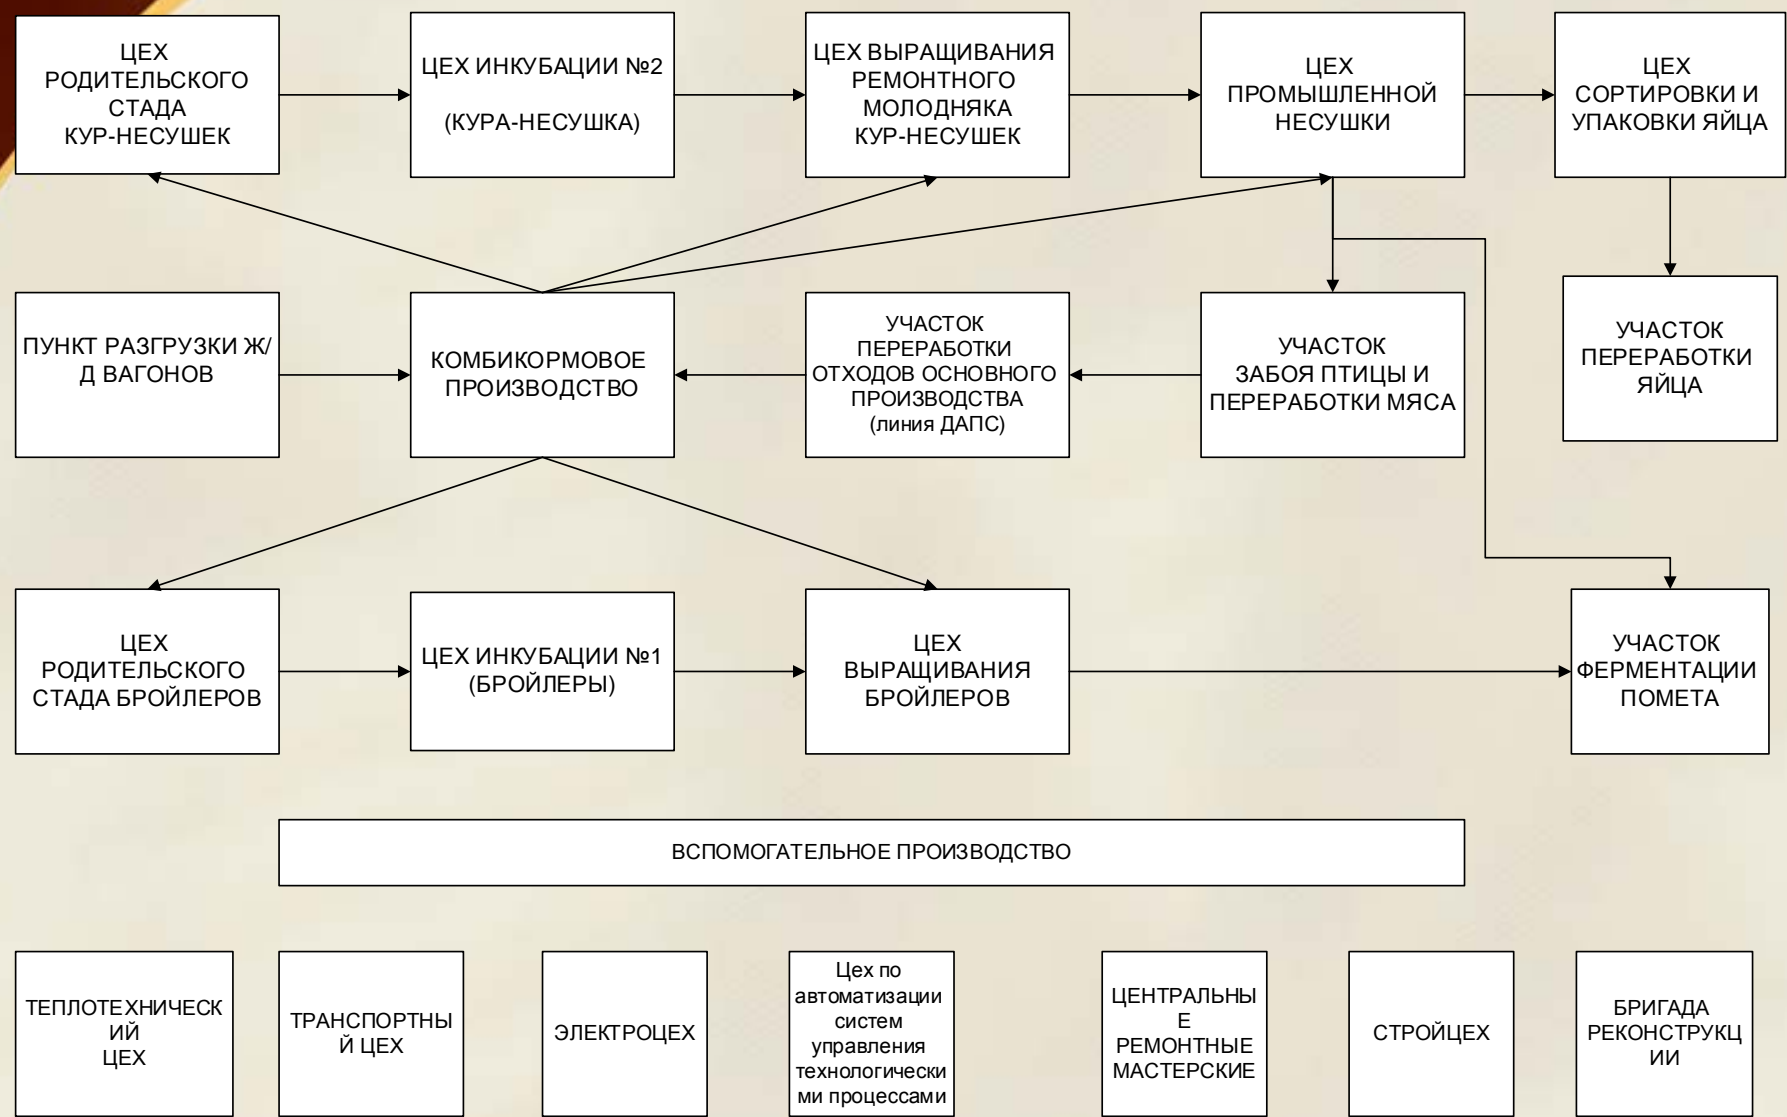 ЦЕХ
РОДИТЕЛЬСКОГО
СТАДА
КУР-НЕСУШЕК
ЦЕХ ИНКУБАЦИИ №2
(КУРА-НЕСУШКА)
ЦЕХ ВЫРАЩИВАНИЯ
РЕМОНТНОГО
МОЛОДНЯКА
КУР-НЕСУШЕК
ЦЕХ
ПРОМЫШЛЕННОЙ
НЕСУШКИ
ЦЕХ
СОРТИРОВКИ И
УПАКОВКИ ЯЙЦА
ПУНКТ РАЗГРУЗКИ Ж/
Д ВАГОНОВ
КОМБИКОРМОВОЕ
ПРОИЗВОДСТВО
УЧАСТОК
ПЕРЕРАБОТКИ
ОТХОДОВ ОСНОВНОГО
ПРОИЗВОДСТВА
(линия ДАПС)
УЧАСТОК
ЗАБОЯ ПТИЦЫ И
ПЕРЕРАБОТКИ МЯСА
УЧАСТОК
ПЕРЕРАБОТКИ
ЯЙЦА
ЦЕХ
РОДИТЕЛЬСКОГО
СТАДА БРОЙЛЕРОВ
ЦЕХ ИНКУБАЦИИ №1
(БРОЙЛЕРЫ)
ЦЕХ
ВЫРАЩИВАНИЯ
БРОЙЛЕРОВ
УЧАСТОК
ФЕРМЕНТАЦИИ
ПОМЕТА
ВСПОМОГАТЕЛЬНОЕ ПРОИЗВОДСТВО
ТЕПЛОТЕХНИЧЕСК
ИЙ
ЦЕХ
ТРАНСПОРТНЫ
Й ЦЕХ
ЭЛЕКТРОЦЕХ
Цех по
автоматизации
систем
управления
технологически
ми процессами
ЦЕНТРАЛЬНЫ
Е
РЕМОНТНЫЕ
МАСТЕРСКИЕ
СТРОЙЦЕХ
БРИГАДА
РЕКОНСТРУКЦ
ИИ